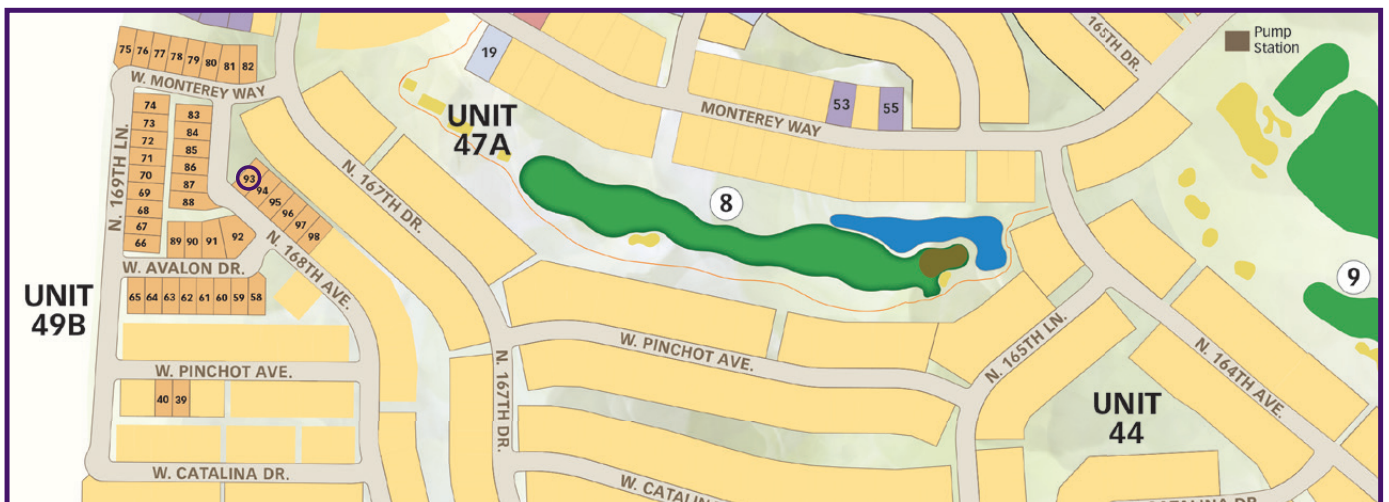 165TH DR.
Pump
Station
19
75 76 77 78 79 80 81 82
W. MONTEREY WAY
53
55
MONTEREY WAY
UNIT
47A
74
73
72
71
70
69
68
67
66
83
84
85
86
87
88
N. 169TH LN.
93
94
95
96
97
98
N. 167TH DR.
8
89 90 91 92
W. AVALON DR.
N. 168TH AVE.
9
UNIT
49B
65 64 63 62 61 60 59 58
W. PINCHOT AVE.
N. 165TH LN.
N. 164TH AVE.
W. PINCHOT AVE.
N. 167TH DR.
40 39
UNIT
44
W. CATALINA DR.
W. CATALINA
CATALINA DR.